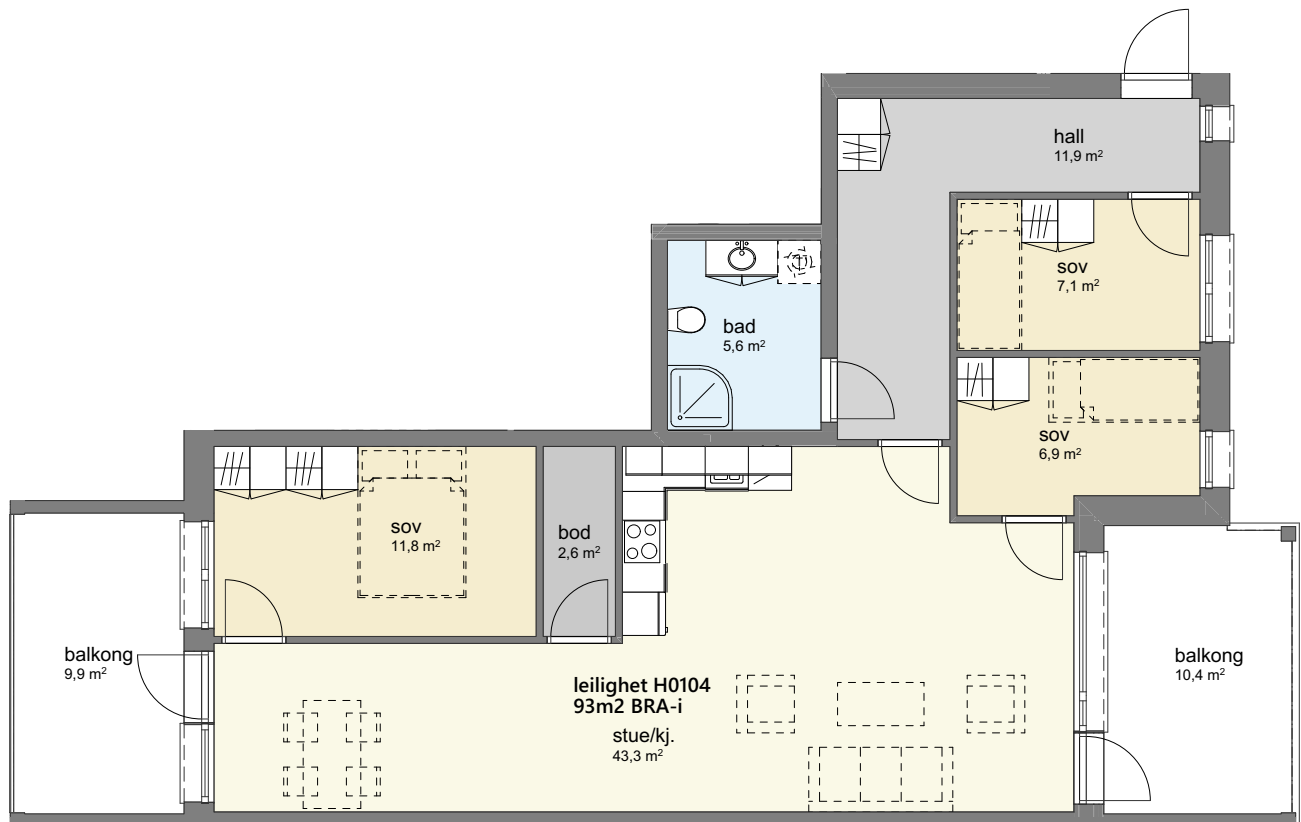 hall
11,9 m²
sov
7,1 m²
bad
5,6 m²
sov
6,9 m²
sov
11,8 m²
bod
2,6 m²
balkong
9,9 m²
balkong
10,4 m²
leilighet H0104
93m2 BRA-i
stue/kj.
43,3 m²